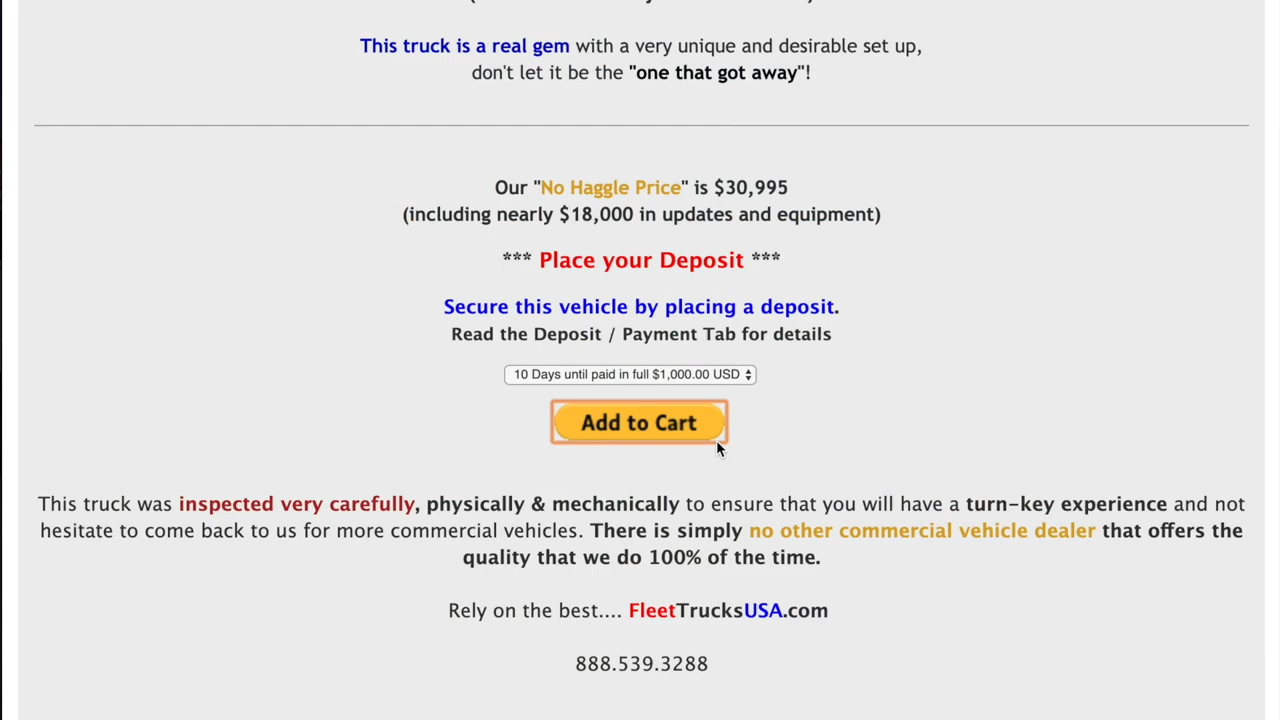 This truck is a real gem with a very unique and desirable set up,
don't let it be the "one that got away"!
Our "No Haggle Price" is $30,995
(including nearly $18,000 in updates and equipment)
*** Place your Deposit ***
Secure this vehicle by placing a deposit.
Read the Deposit / Payment Tab for details
10 Days until paid in full $1,000.00 USD
Add to Cart
This truck was inspected very carefully, physically & mechanically to ensure that you will have a turn-key experience and not
hesitate to come back to us for more commercial vehicles. There is simply no other commercial vehicle dealer that offers the
quality that we do 100% of the time.
Rely on the best.... FleetTrucksUSA.com
888.539.3288